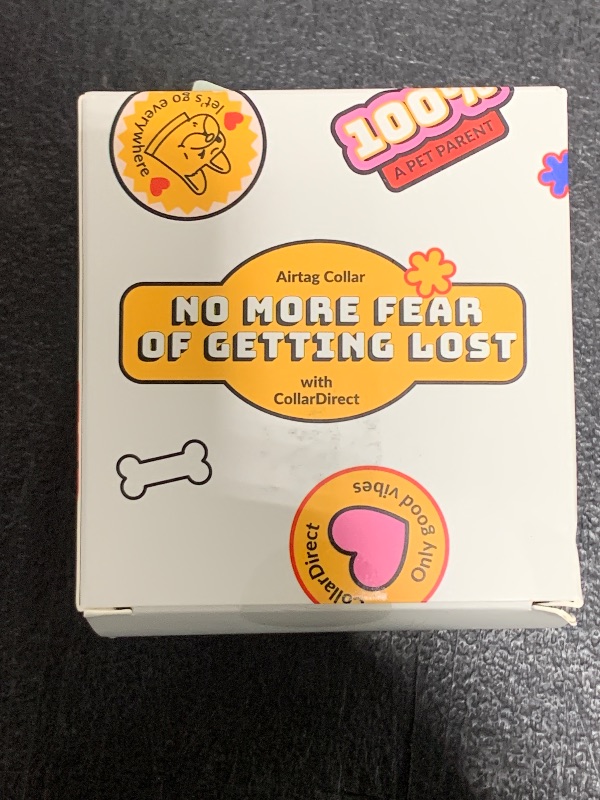 let's go everywhere
100%
A PET PARENT
Airtag Collar
NO MORE FEAR
OF GETTING LOST
with
CollarDirect
Only good vibes
CollarDirect